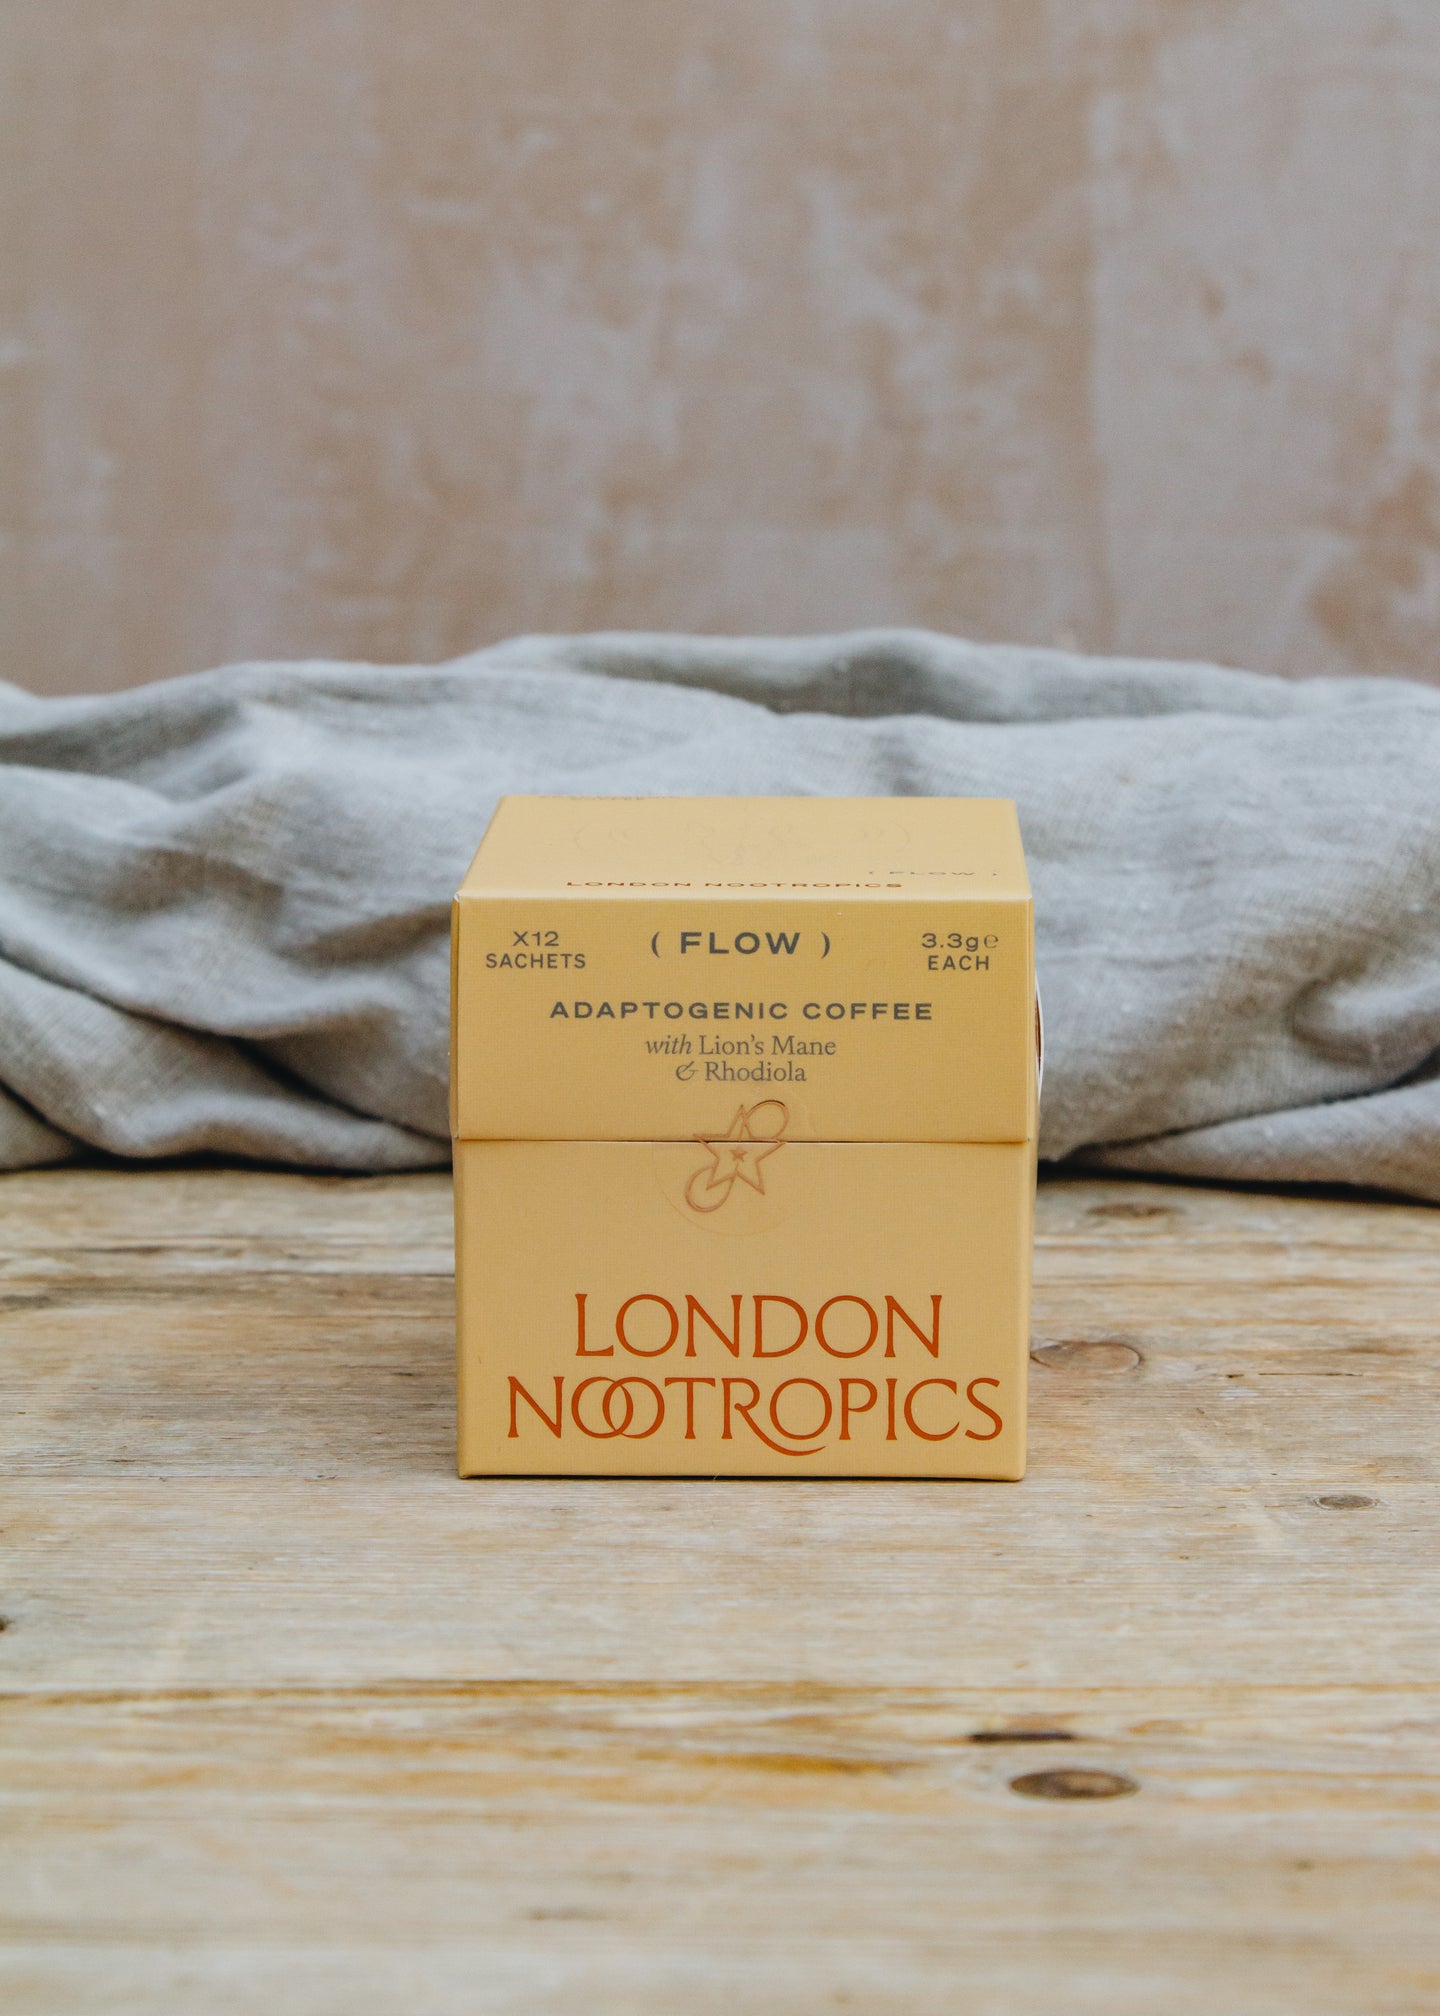 ( FLOW )
LONDON NOOTROPICS
X12
SACHETS
( FLOW )
3.3g℮
EACH
ADAPTOGENIC COFFEE
with Lion's Mane
& Rhodiola
LONDON
NOOTROPICS